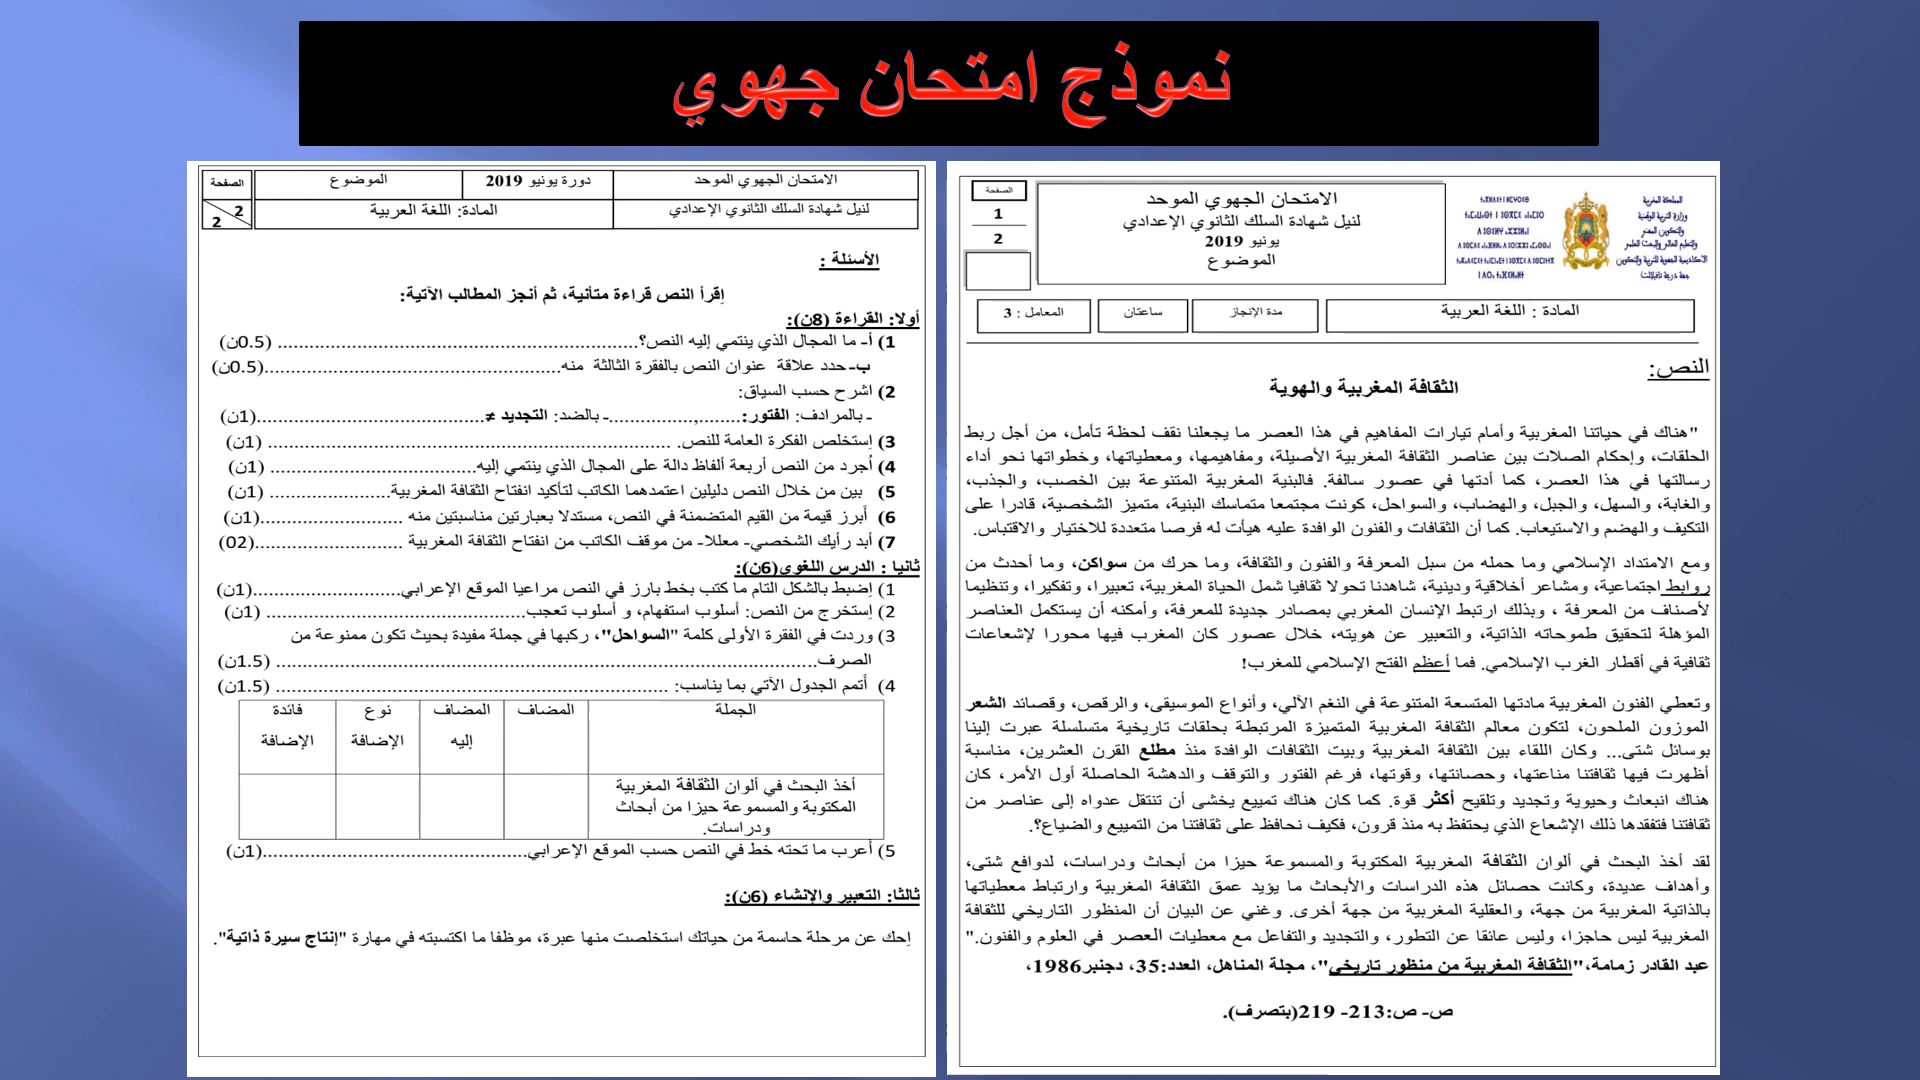 نموذج امتحان جهوي
المملكة المغربية
وزارة التربية الوطنية
والتكوين المهني
والتعليم العالي والبحث العلمي
الأكاديمية الجهوية للتربية والتكوين
جهة درعة تافيلالت
الامتحان الجهوي الموحد
لنيل شهادة السلك الثانوي الإعدادي
يونيو 2019
الموضوع
الصفحة
1
2
المادة : اللغة العربية
مدة الإنجاز
ساعتان
المعامل : 3
النص:
الثقافة المغربية والهوية
"هناك في حياتنا المغربية وأمام تيارات المفاهيم في هذا العصر ما يجعلنا نقف لحظة تأمل، من أجل ربط
الحلقات، وإحكام الصلات بين عناصر الثقافة المغربية الأصيلة، ومفاهيمها، ومعطياتها، وخطواتها نحو أداء
رسالتها في هذا العصر، كما أدتها في عصور سالفة. فالبنية المغربية المتنوعة بين الخصب، والجذب،
والغابة، والسهل، والجبل، والهضاب، والسواحل، كونت مجتمعا متماسك البنية، متميز الشخصية، قادرا على
التكيف والهضم والاستيعاب. كما أن الثقافات والفنون الوافدة عليه هيأت له فرصا متعددة للاختيار والاقتباس.
ومع الامتداد الإسلامي وما حمله من سبل المعرفة والفنون والثقافة، وما حرك من سواكن، وما أحدث من
روابط اجتماعية، ومشاعر أخلاقية ودينية، شاهدنا تحولا ثقافيا شمل الحياة المغربية، تعبيرا، وتفكيرا، وتنظيما
لأصناف من المعرفة ، وبذلك ارتبط الإنسان المغربي بمصادر جديدة للمعرفة، وأمكنه أن يستكمل العناصر
المؤهلة لتحقيق طموحاته الذاتية، والتعبير عن هويته، خلال عصور كان المغرب فيها محورا لإشعاعات
ثقافية في أقطار الغرب الإسلامي. فما أعظم الفتح الإسلامي للمغرب!
وتعطي الفنون المغربية مادتها المتسعة المتنوعة في النغم الآلي، وأنواع الموسيقى، والرقص، وقصائد الشعر
الموزون الملحون، لتكون معالم الثقافة المغربية المتميزة المرتبطة بحلقات تاريخية متسلسلة عبرت إلينا
بوسائل شتى... وكان اللقاء بين الثقافة المغربية وبيت الثقافات الوافدة منذ مطلع القرن العشرين، مناسبة
أظهرت فيها ثقافتنا مناعتها، وحصانتها، وقوتها، فرغم الفتور والتوقف والدهشة الحاصلة أول الأمر، كان
هناك انبعاث وحيوية وتجديد وتلقيح أكثر قوة. كما كان هناك تمييع يخشى أن تنتقل عدواه إلى عناصر من
ثقافتنا فتفقدها ذلك الإشعاع الذي يحتفظ به منذ قرون، فكيف نحافظ على ثقافتنا من التمييع والضياع؟.
لقد أخذ البحث في ألوان الثقافة المغربية المكتوبة والمسموعة حيزا من أبحاث ودراسات، لدوافع شتى،
وأهداف عديدة، وكانت حصائل هذه الدراسات والأبحاث ما يؤيد عمق الثقافة المغربية وارتباط معطياتها
بالذاتية المغربية من جهة، والعقلية المغربية من جهة أخرى. وغني عن البيان أن المنظور التاريخي للثقافة
المغربية ليس حاجزا، وليس عائقا عن التطور، والتجديد والتفاعل مع معطيات العصر في العلوم والفنون."
عبد القادر زمامة،"الثقافة المغربية من منظور تاريخي"، مجلة المناهل، العدد:35، دجنبر1986،
ص- ص:213- 219(بتصرف).
الامتحان الجهوي الموحد
دورة يونيو 2019
الموضوع
الصفحة
لنيل شهادة السلك الثانوي الإعدادي
المادة: اللغة العربية
2
2
الأسئلة :
إقرأ النص قراءة متأنية، ثم أنجز المطالب الآتية:
أولا: القراءة (8ن):
1) أ- ما المجال الذي ينتمي إليه النص؟............................................................ (0.5ن)
ب- حدد علاقة عنوان النص بالفقرة الثالثة منه..................................................(0.5ن)
2) اشرح حسب السياق:
- بالمرادف: الفتور:........,...............- بالضد: التجديد ≠......................................(1ن)
3) إستخلص الفكرة العامة للنص. .................................................................... (1ن)
4) أجرد من النص أربعة ألفاظ دالة على المجال الذي ينتمي إليه.................................. (1ن)
5) بين من خلال النص دليلين اعتمدهما الكاتب لتأكيد انفتاح الثقافة المغربية.................... (1ن)
6) أبرز قيمة من القيم المتضمنة في النص، مستدلا بعبارتين مناسبتين منه ........................(1ن)
7) أبد رأيك الشخصي- معللا- من موقف الكاتب من انفتاح الثقافة المغربية .........................(02)
ثانيا : الدرس اللغوي(6ن):
1) إضبط بالشكل التام ما كتب بخط بارز في النص مراعيا الموقع الإعرابي..............................(1ن)
2) إستخرج من النص: أسلوب استفهام، و أسلوب تعجب........................................... (1ن)
3) وردت في الفقرة الأولى كلمة "السواحل"، ركبها في جملة مفيدة بحيث تكون ممنوعة من
الصرف............................................................................................. (1.5ن)
4) أتمم الجدول الآتي بما يناسب: ................................................................. (1.5ن)
الجملة
المضاف
المضاف إليه
نوع الإضافة
فائدة الإضافة
أخذ البحث في ألوان الثقافة المغربية
المكتوبة والمسموعة حيزا من أبحاث
ودراسات.
5) أعرب ما تحته خط في النص حسب الموقع الإعرابي............................................(1ن)
ثالثا: التعبير والإنشاء (6ن):
إحك عن مرحلة حاسمة من حياتك استخلصت منها عبرة، موظفا ما اكتسبته في مهارة "إنتاج سيرة ذاتية".